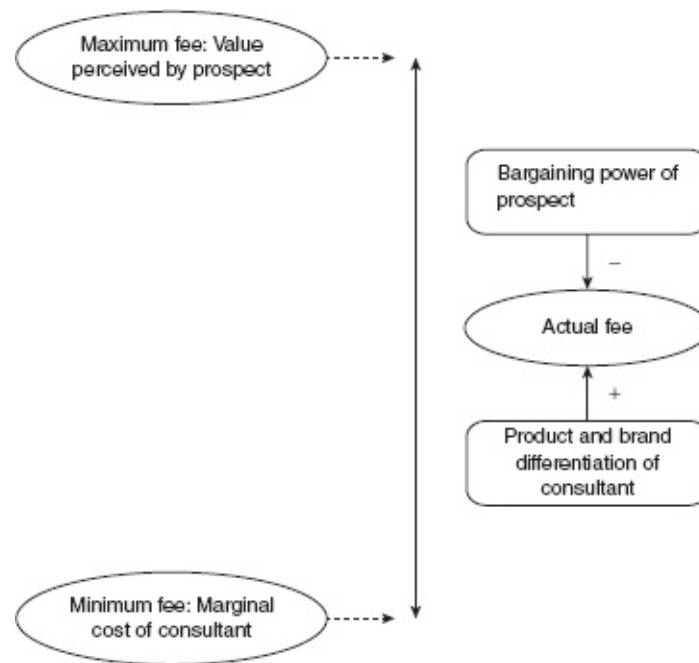 Maximum fee: Value
perceived by prospect
Bargaining power of
prospect
–
Actual fee
+
Product and brand
differentiation of
consultant
Minimum fee: Marginal
cost of consultant